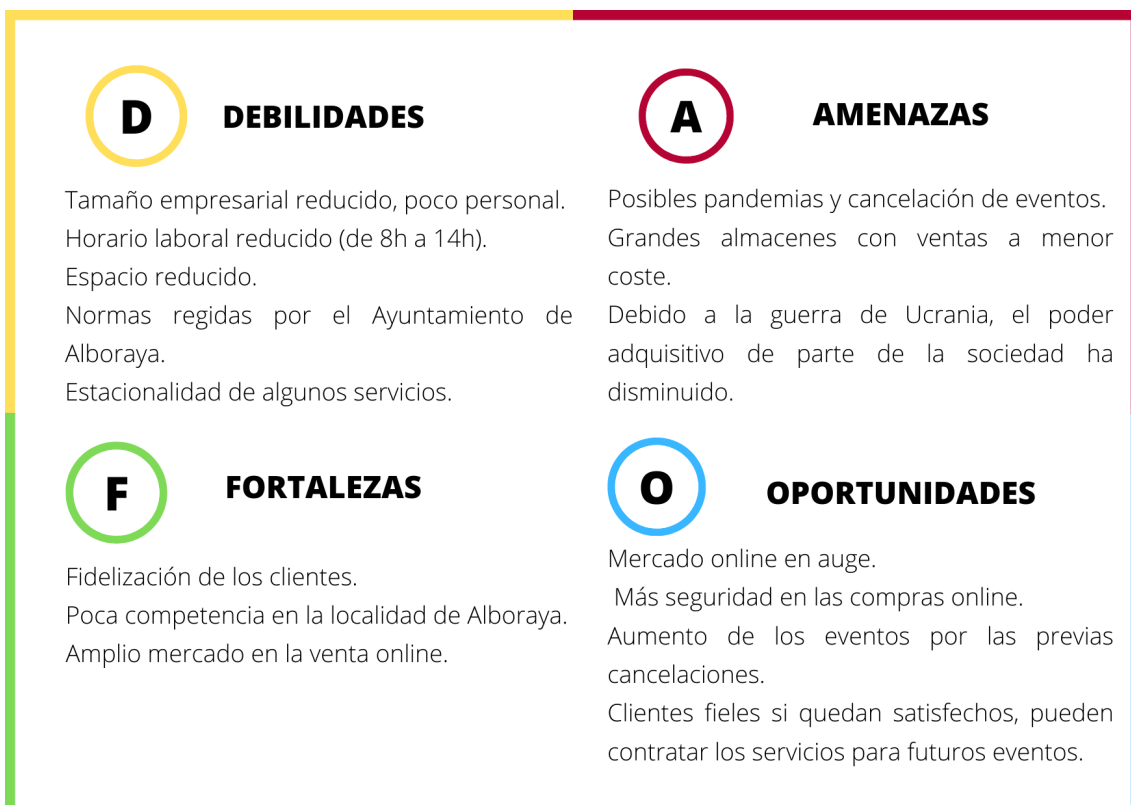 D
DEBILIDADES
Tamaño empresarial reducido, poco personal.
Horario laboral reducido (de 8h a 14h).
Espacio reducido.
Normas regidas por el Ayuntamiento de
Alboraya.
Estacionalidad de algunos servicios.
A
AMENAZAS
Posibles pandemias y cancelación de eventos.
Grandes almacenes con ventas a menor
coste.
Debido a la guerra de Ucrania, el poder
adquisitivo de parte de la sociedad ha
disminuido.
F
FORTALEZAS
Fidelización de los clientes.
Poca competencia en la localidad de Alboraya.
Amplio mercado en la venta online.
O
OPORTUNIDADES
Mercado online en auge.
Más seguridad en las compras online.
Aumento de los eventos por las previas
cancelaciones.
Clientes fieles si quedan satisfechos, pueden
contratar los servicios para futuros eventos.